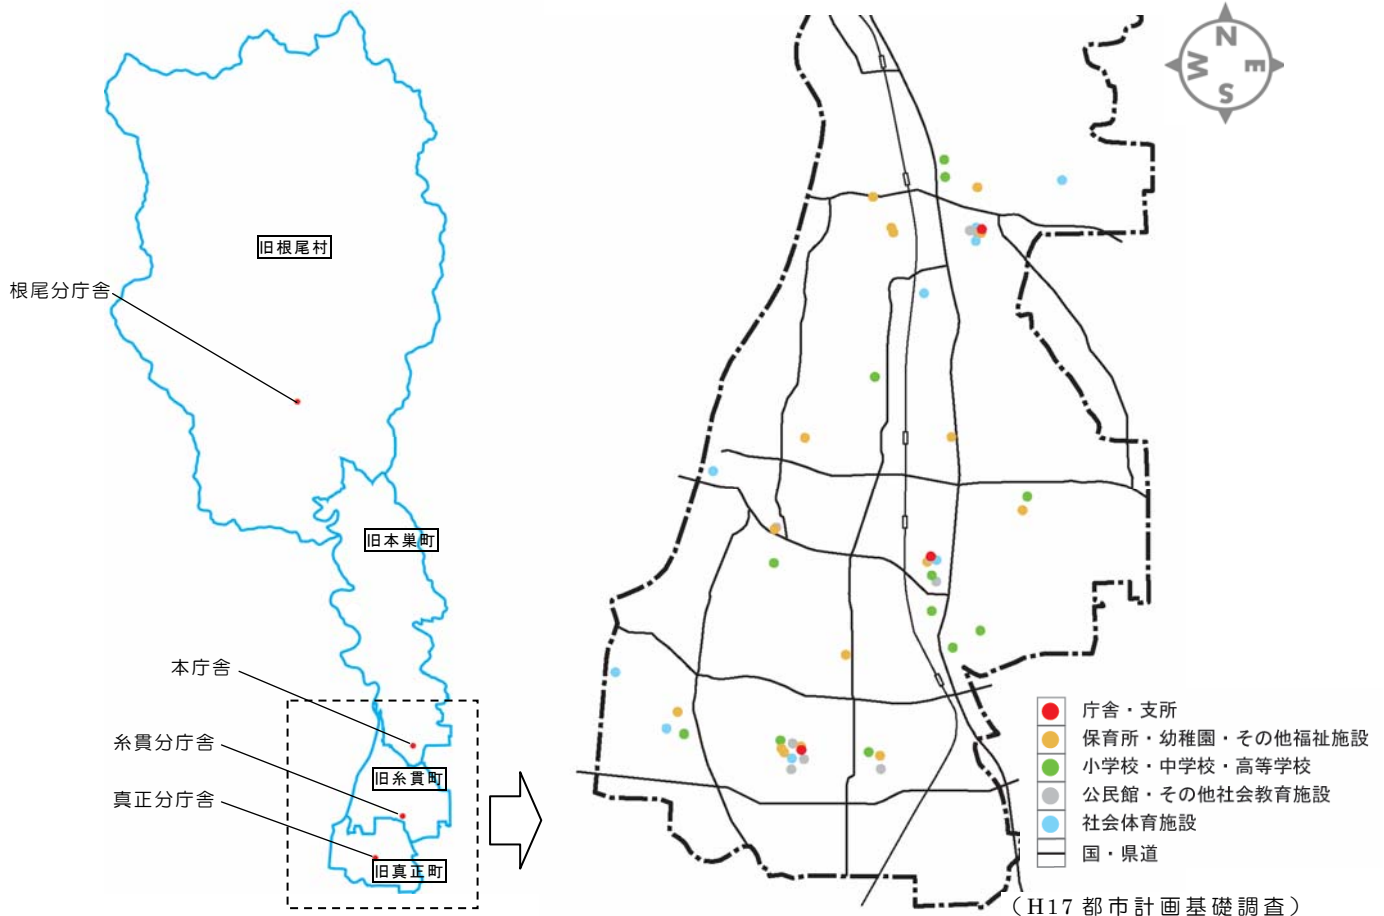 N
W
E
S
旧根尾村
根尾分庁舎
旧本巣町
本庁舎
糸貫分庁舎
旧糸貫町
真正分庁舎
旧真正町
庁舎・支所
保育所・幼稚園・その他福祉施設
小学校・中学校・高等学校
公民館・その他社会教育施設
社会体育施設
国・県道
（H17 都市計画基礎調査）